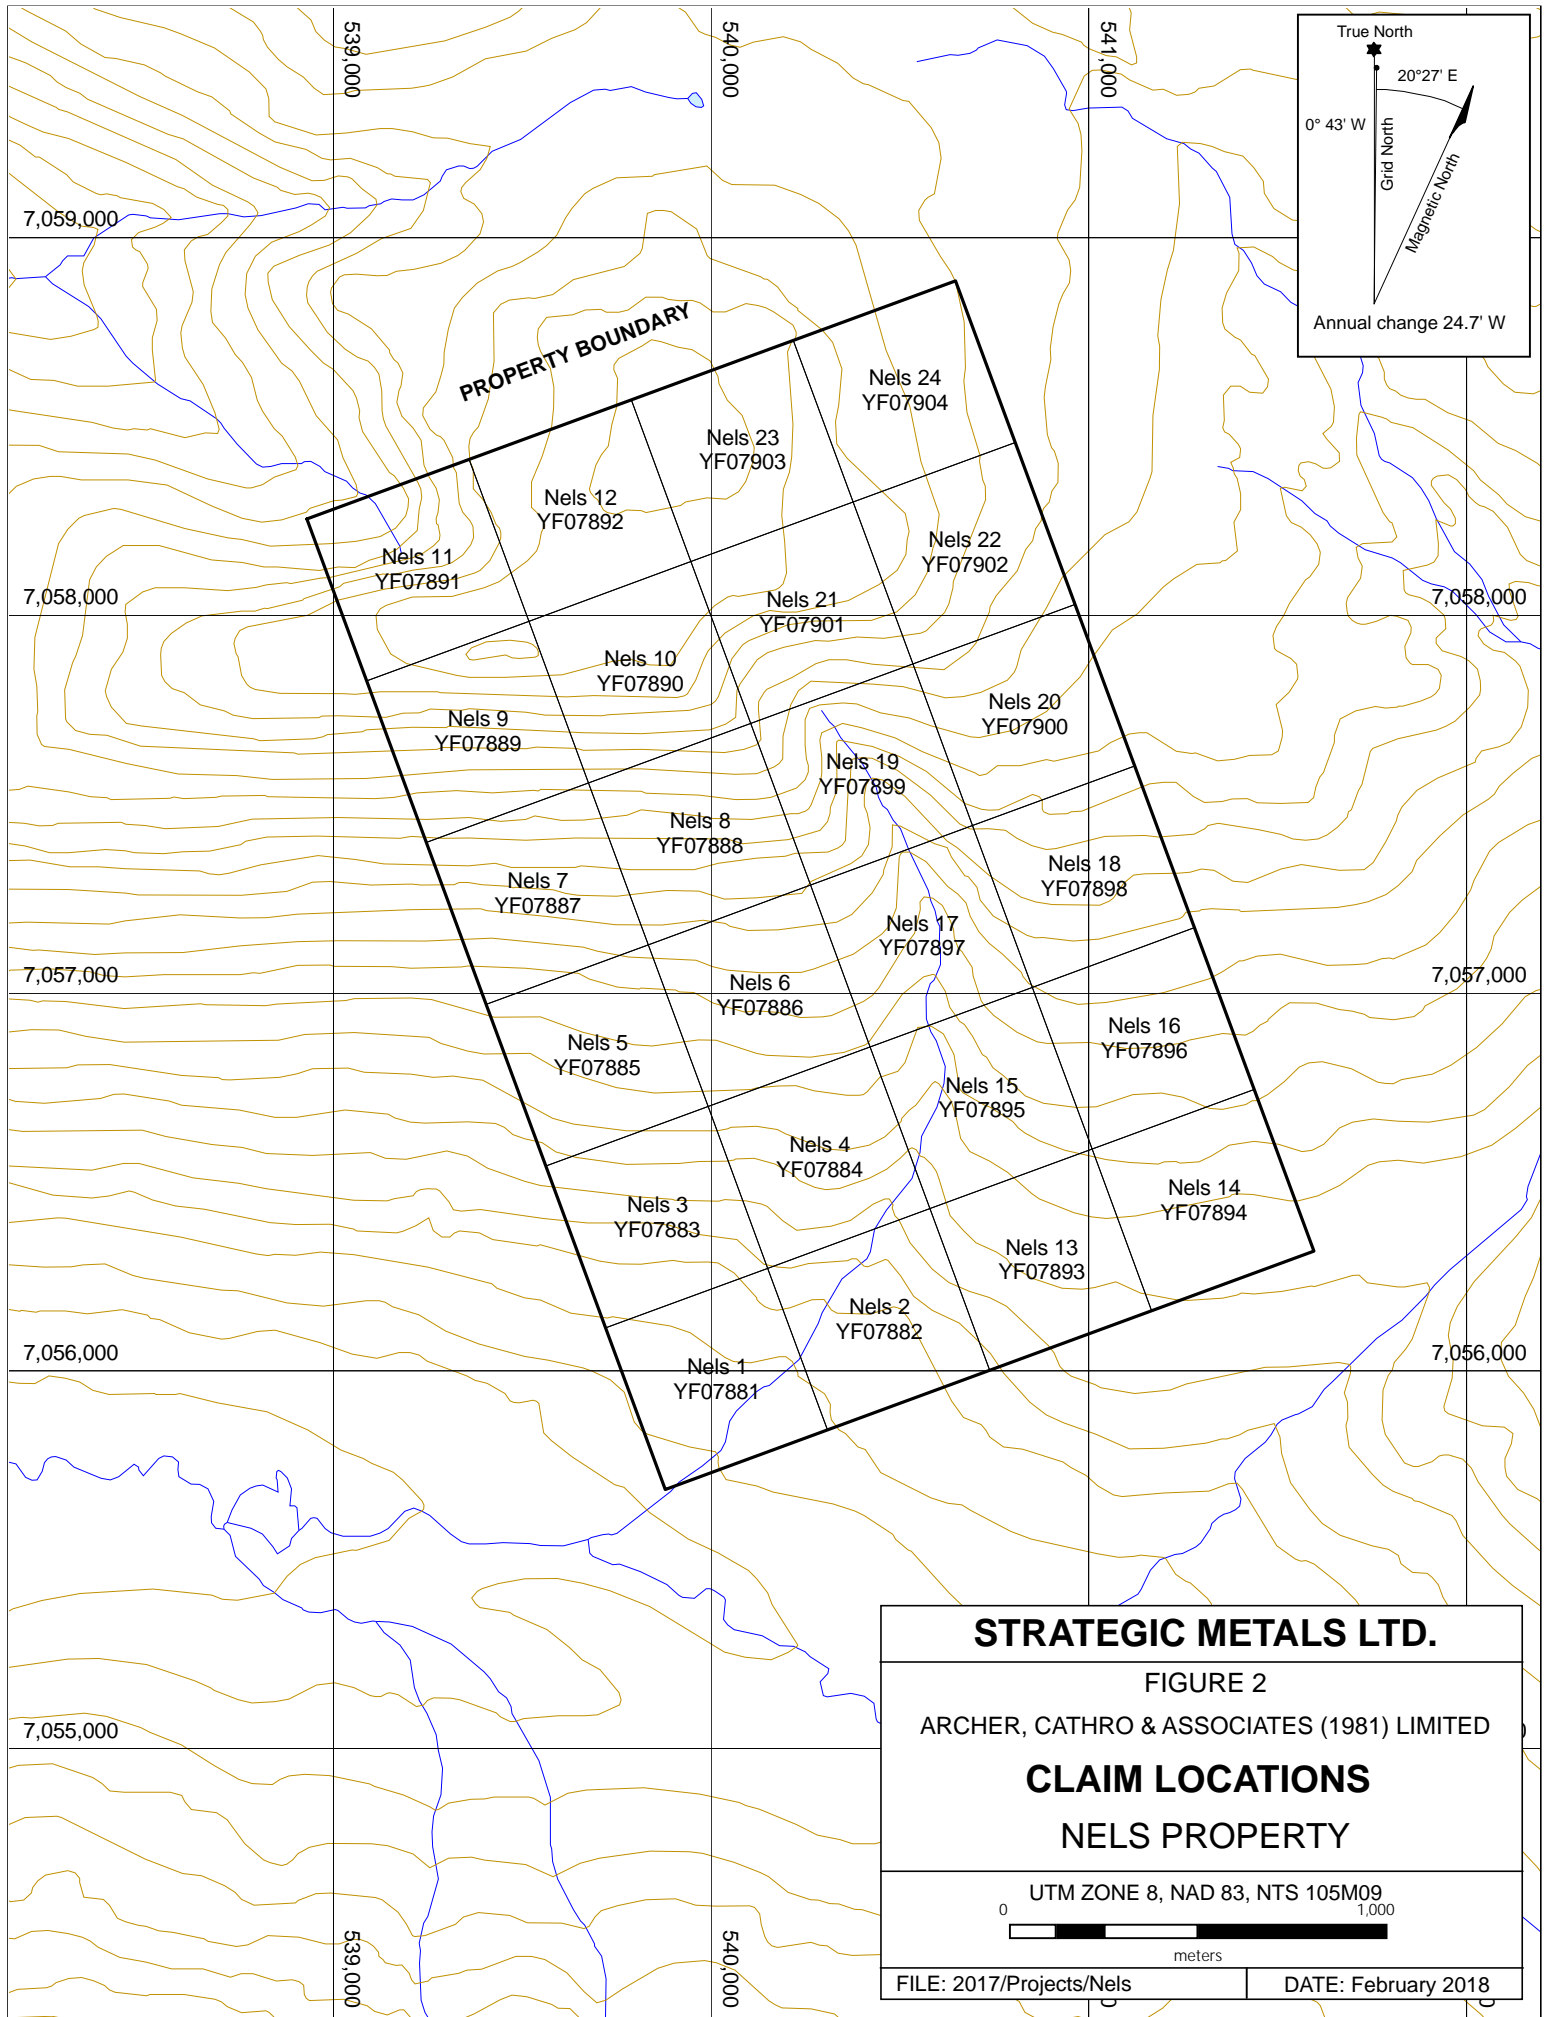 539,000
540,000
541,000
True North
20°27' E
0° 43' W
Grid North
Magnetic North
Annual change 24.7' W
7,059,000
PROPERTY BOUNDARY
Nels 24
YF07904
Nels 23
YF07903
Nels 12
YF07892
Nels 22
YF07902
Nels 11
YF07891
7,058,000
7,058,000
Nels 21
YF07901
Nels 10
YF07890
Nels 20
YF07900
Nels 9
YF07889
Nels 19
YF07899
Nels 8
YF07888
Nels 18
YF07898
Nels 7
YF07887
Nels 17
YF07897
7,057,000
7,057,000
Nels 6
YF07886
Nels 16
YF07896
Nels 5
YF07885
Nels 15
YF07895
Nels 4
YF07884
Nels 14
YF07894
Nels 3
YF07883
Nels 13
YF07893
Nels 2
YF07882
7,056,000
7,056,000
Nels 1
YF07881
STRATEGIC METALS LTD.
FIGURE 2
ARCHER, CATHRO & ASSOCIATES (1981) LIMITED
7,055,000
CLAIM LOCATIONS
NELS PROPERTY
UTM ZONE 8, NAD 83, NTS 105M09
0
1,000
meters
FILE: 2017/Projects/Nels
DATE: February 2018
539,000
540,000